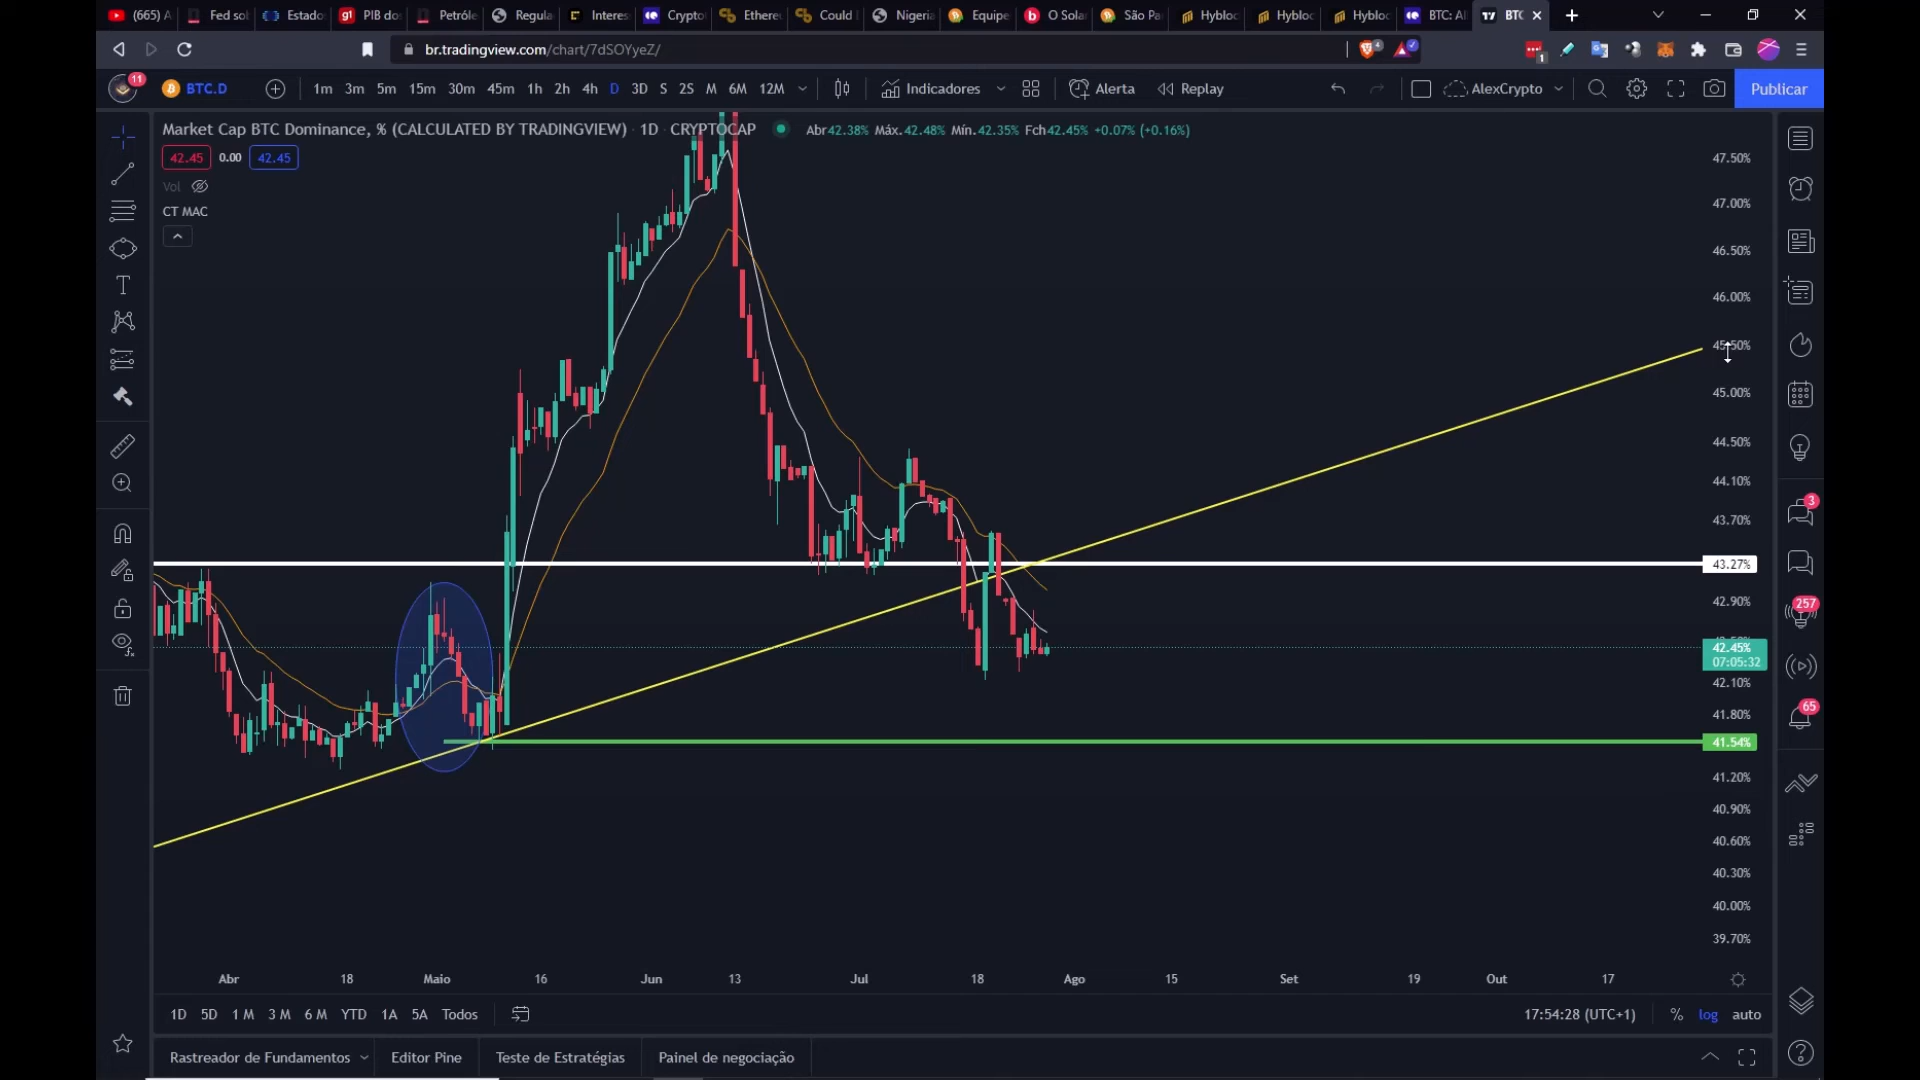 (665) A
Fed sol
Estado
g1 PIB do
Petróle
Regula
Interes
Crypto
Ethere
Could
Nigeria
Equipe
O Sola
São Pa
Hybloc
Hybloc
Hybloc
BTC: Al
BTC
br.tradingview.com/chart/7dSOYyeZ/
11
BTC.D
1m 3m 5m 15m 30m 45m 1h 2h 4h D 3D S 2S M 6M 12M
Indicadores
Alerta
Replay
AlexCrypto
Publicar
Market Cap BTC Dominance, % (CALCULATED BY TRADINGVIEW) 1D CRYPTOCAP
Abr42.38% Máx.42.48% Mín.42.35% Fch42.45% +0.07% (+0.16%)
42.45 0.00 42.45
Vol
CT MAC
47.50%
47.00%
46.50%
46.00%
45.50%
45.00%
44.50%
44.10%
43.70%
43.27%
42.90%
42.45%
07:05:32
42.10%
41.80%
41.54%
41.20%
40.90%
40.60%
40.30%
40.00%
39.70%
3
257
65
Abr 18 Maio 16 Jun 13 Jul 18 Ago 15 Set 19 Out 17
1D 5D 1 M 3 M 6 M YTD 1A 5A Todos
17:54:28 (UTC+1) % log auto
Rastreador de Fundamentos Editor Pine Teste de Estratégias Painel de negociação